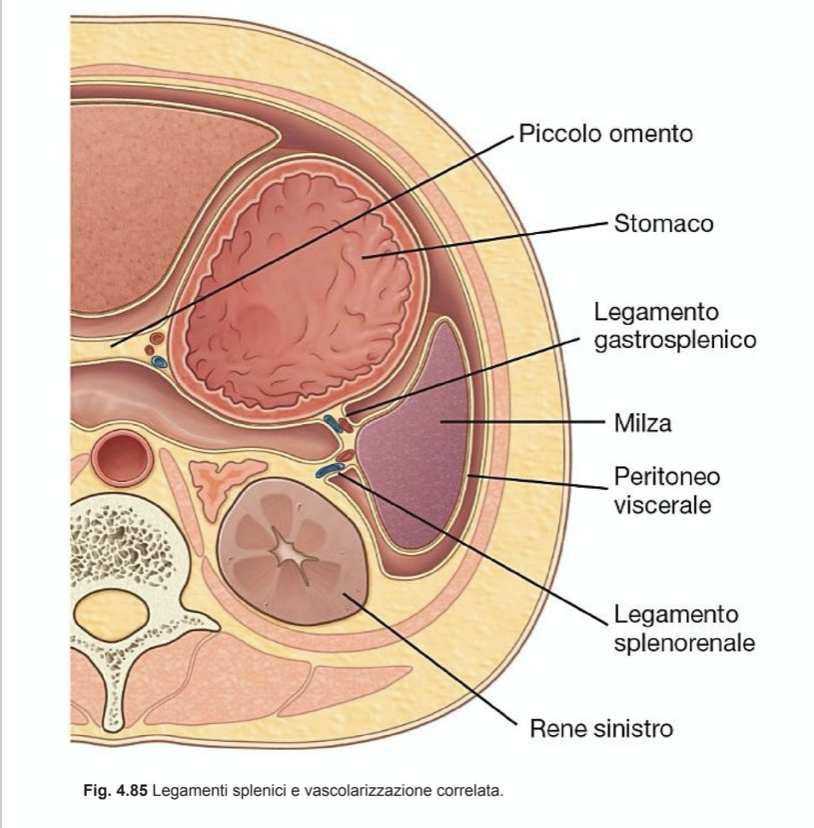 Piccolo omento
Stomaco
Legamento
gastrosplenico
Milza
Peritoneo
viscerale
Legamento
splenorenale
Rene sinistro
Fig. 4.85 Legamenti splenici e vascolarizzazione correlata.